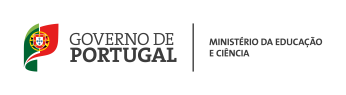 GOVERNO DE
PORTUGAL
MINISTÉRIO DA EDUCAÇÃO
E CIÊNCIA